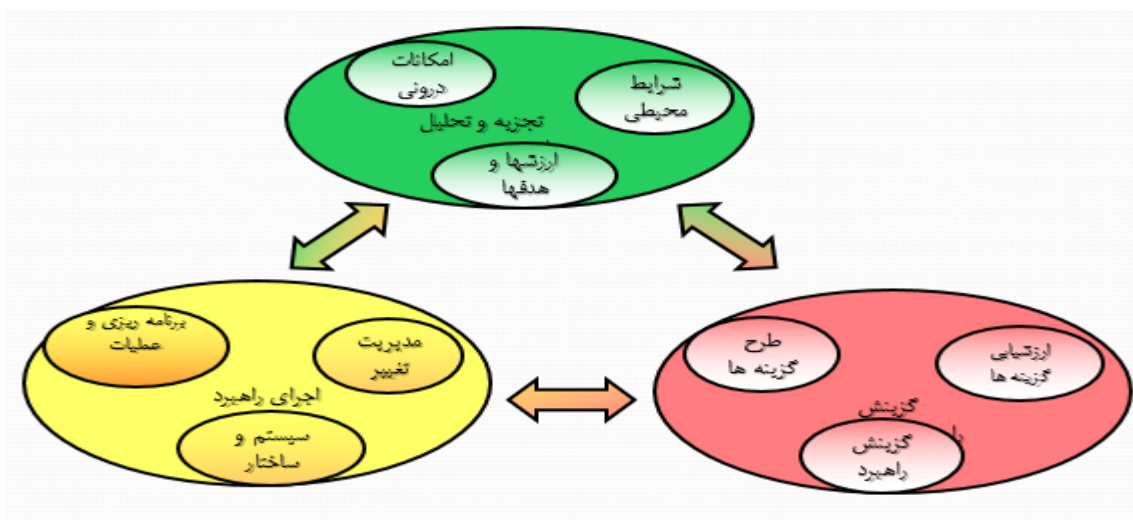 امکانات
درونی
شرایط
محیطی
تجزیه و تحلیل
ارزشها و
هدفها
برنامه ریزی و
عملیات
مدیریت
تغییر
اجرای راهبرد
سیستم و
ساختار
طرح
گزینه ها
ارزشیابی
گزینه ها
گزینش
گزینش
راهبرد